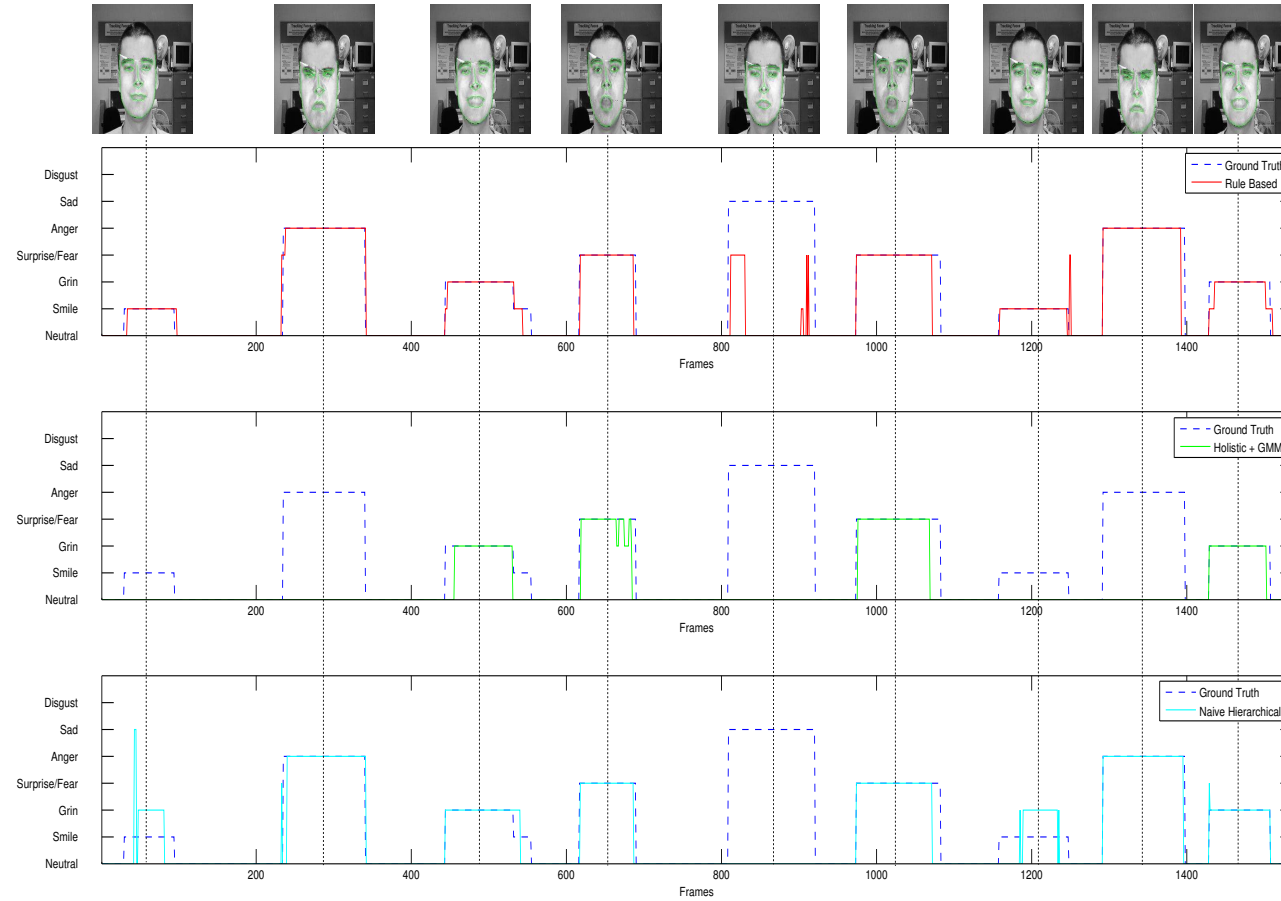 Disgust
Sad
Anger
Surprise/Fear
Grin
Smile
Neutral
200
400
600
800
1000
1200
1400
Frames
Ground Truth
Rule Based
Disgust
Sad
Anger
Surprise/Fear
Grin
Smile
Neutral
200
400
600
800
1000
1200
1400
Frames
Ground Truth
Holistic + GMM
Disgust
Sad
Anger
Surprise/Fear
Grin
Smile
Neutral
200
400
600
800
1000
1200
1400
Frames
Ground Truth
Naive Hierarchical